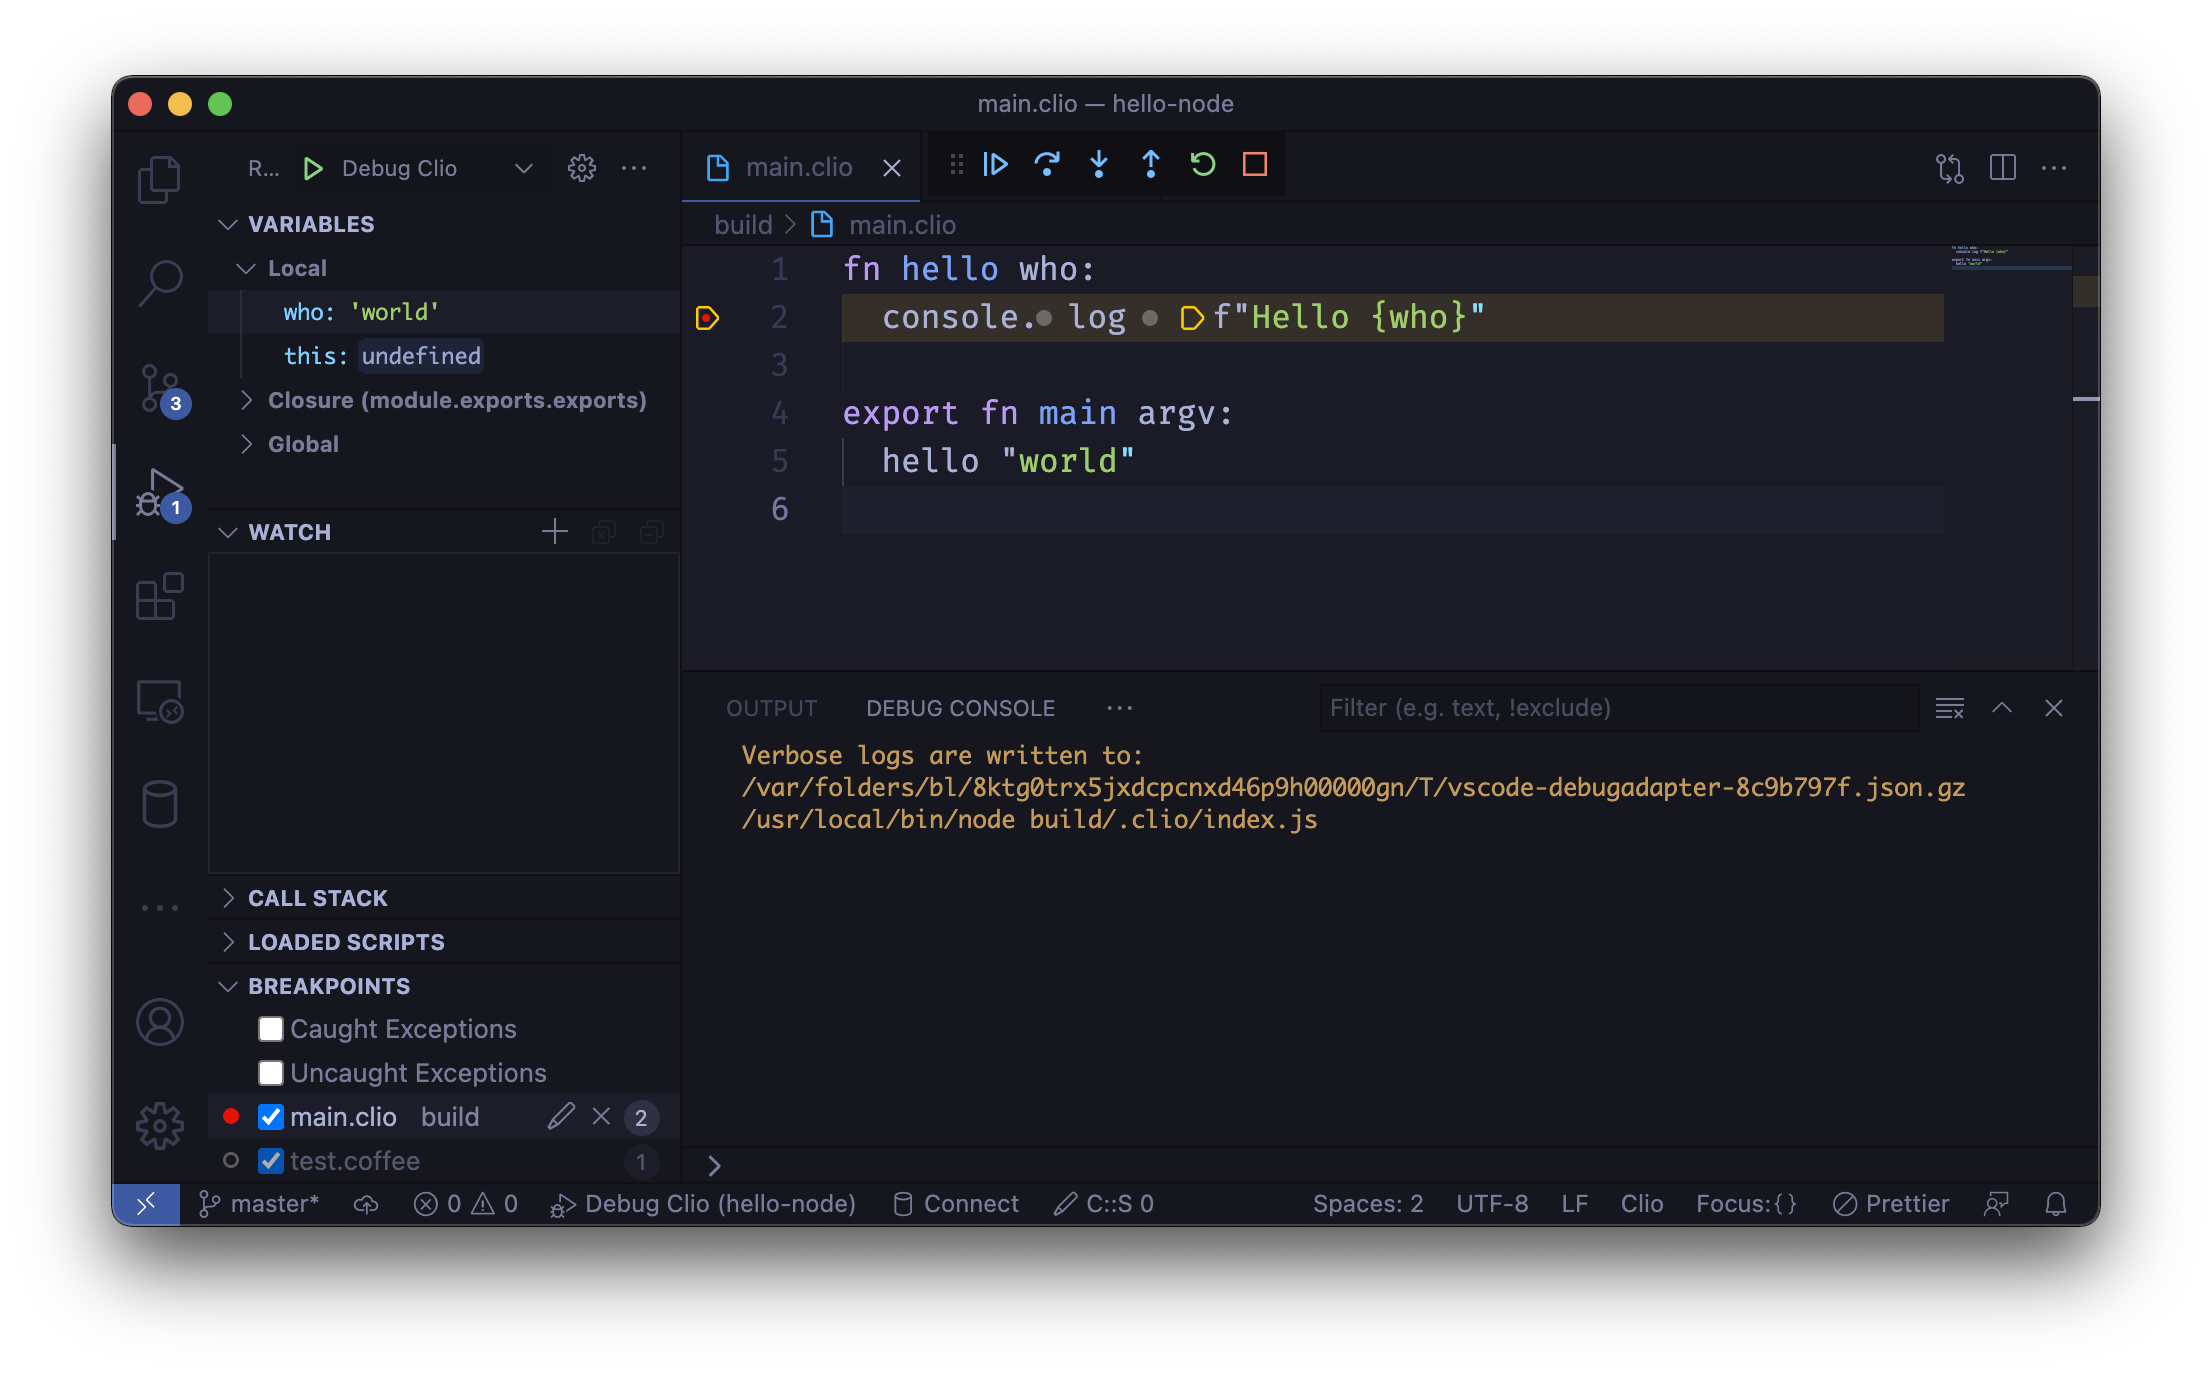 main.clio — hello-node
R... Debug Clio
VARIABLES
Local
who: 'world'
this: undefined
Closure (module.exports.exports)
Global
WATCH
CALL STACK
LOADED SCRIPTS
BREAKPOINTS
Caught Exceptions
Uncaught Exceptions
main.clio build 2
test.coffee 1
3
1
main.clio
build > main.clio
1 fn hello who:
2 console. log f"Hello {who}"
3
4 export fn main argv:
5 hello "world"
6
OUTPUT DEBUG CONSOLE ... Filter (e.g. text, !exclude)
Verbose logs are written to:
/var/folders/bl/8ktg0trx5jxdcpcnxd46p9h00000gn/T/vscode-debugadapter-8c9b797f.json.gz
/usr/local/bin/node build/.clio/index.js
master* 0 0 Debug Clio (hello-node) Connect C::S 0 Spaces: 2 UTF-8 LF Clio Focus:{} Prettier